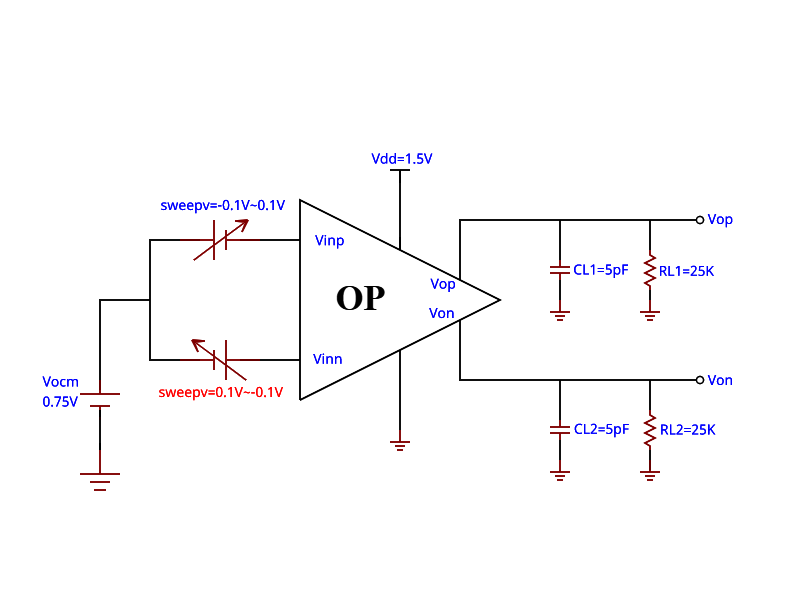 Vdd=1.5V
sweepv=-0.1V~0.1V
Vop
Vinp
CL1=5pF
RL1=25K
Vop
OP
Von
Vinn
Vocm
0.75V
Von
sweepv=0.1V~-0.1V
CL2=5pF
RL2=25K